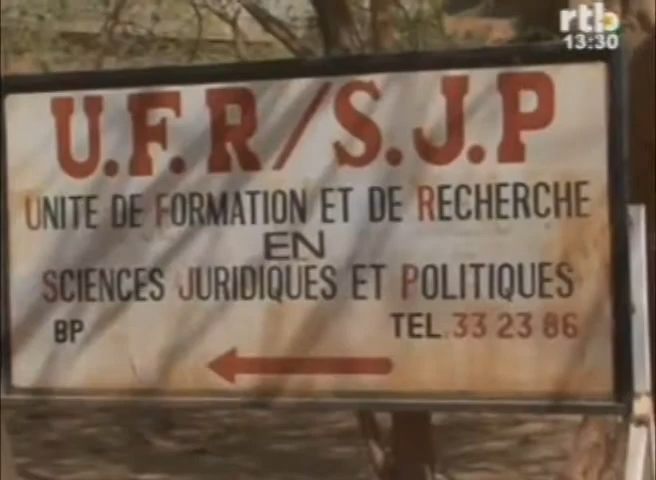 rtb
13:30
U.F.R/S.J.P
UNITE DE FORMATION ET DE RECHERCHE
EN
SCIENCES JURIDIQUES ET POLITIQUES
BP TEL.33 23 86